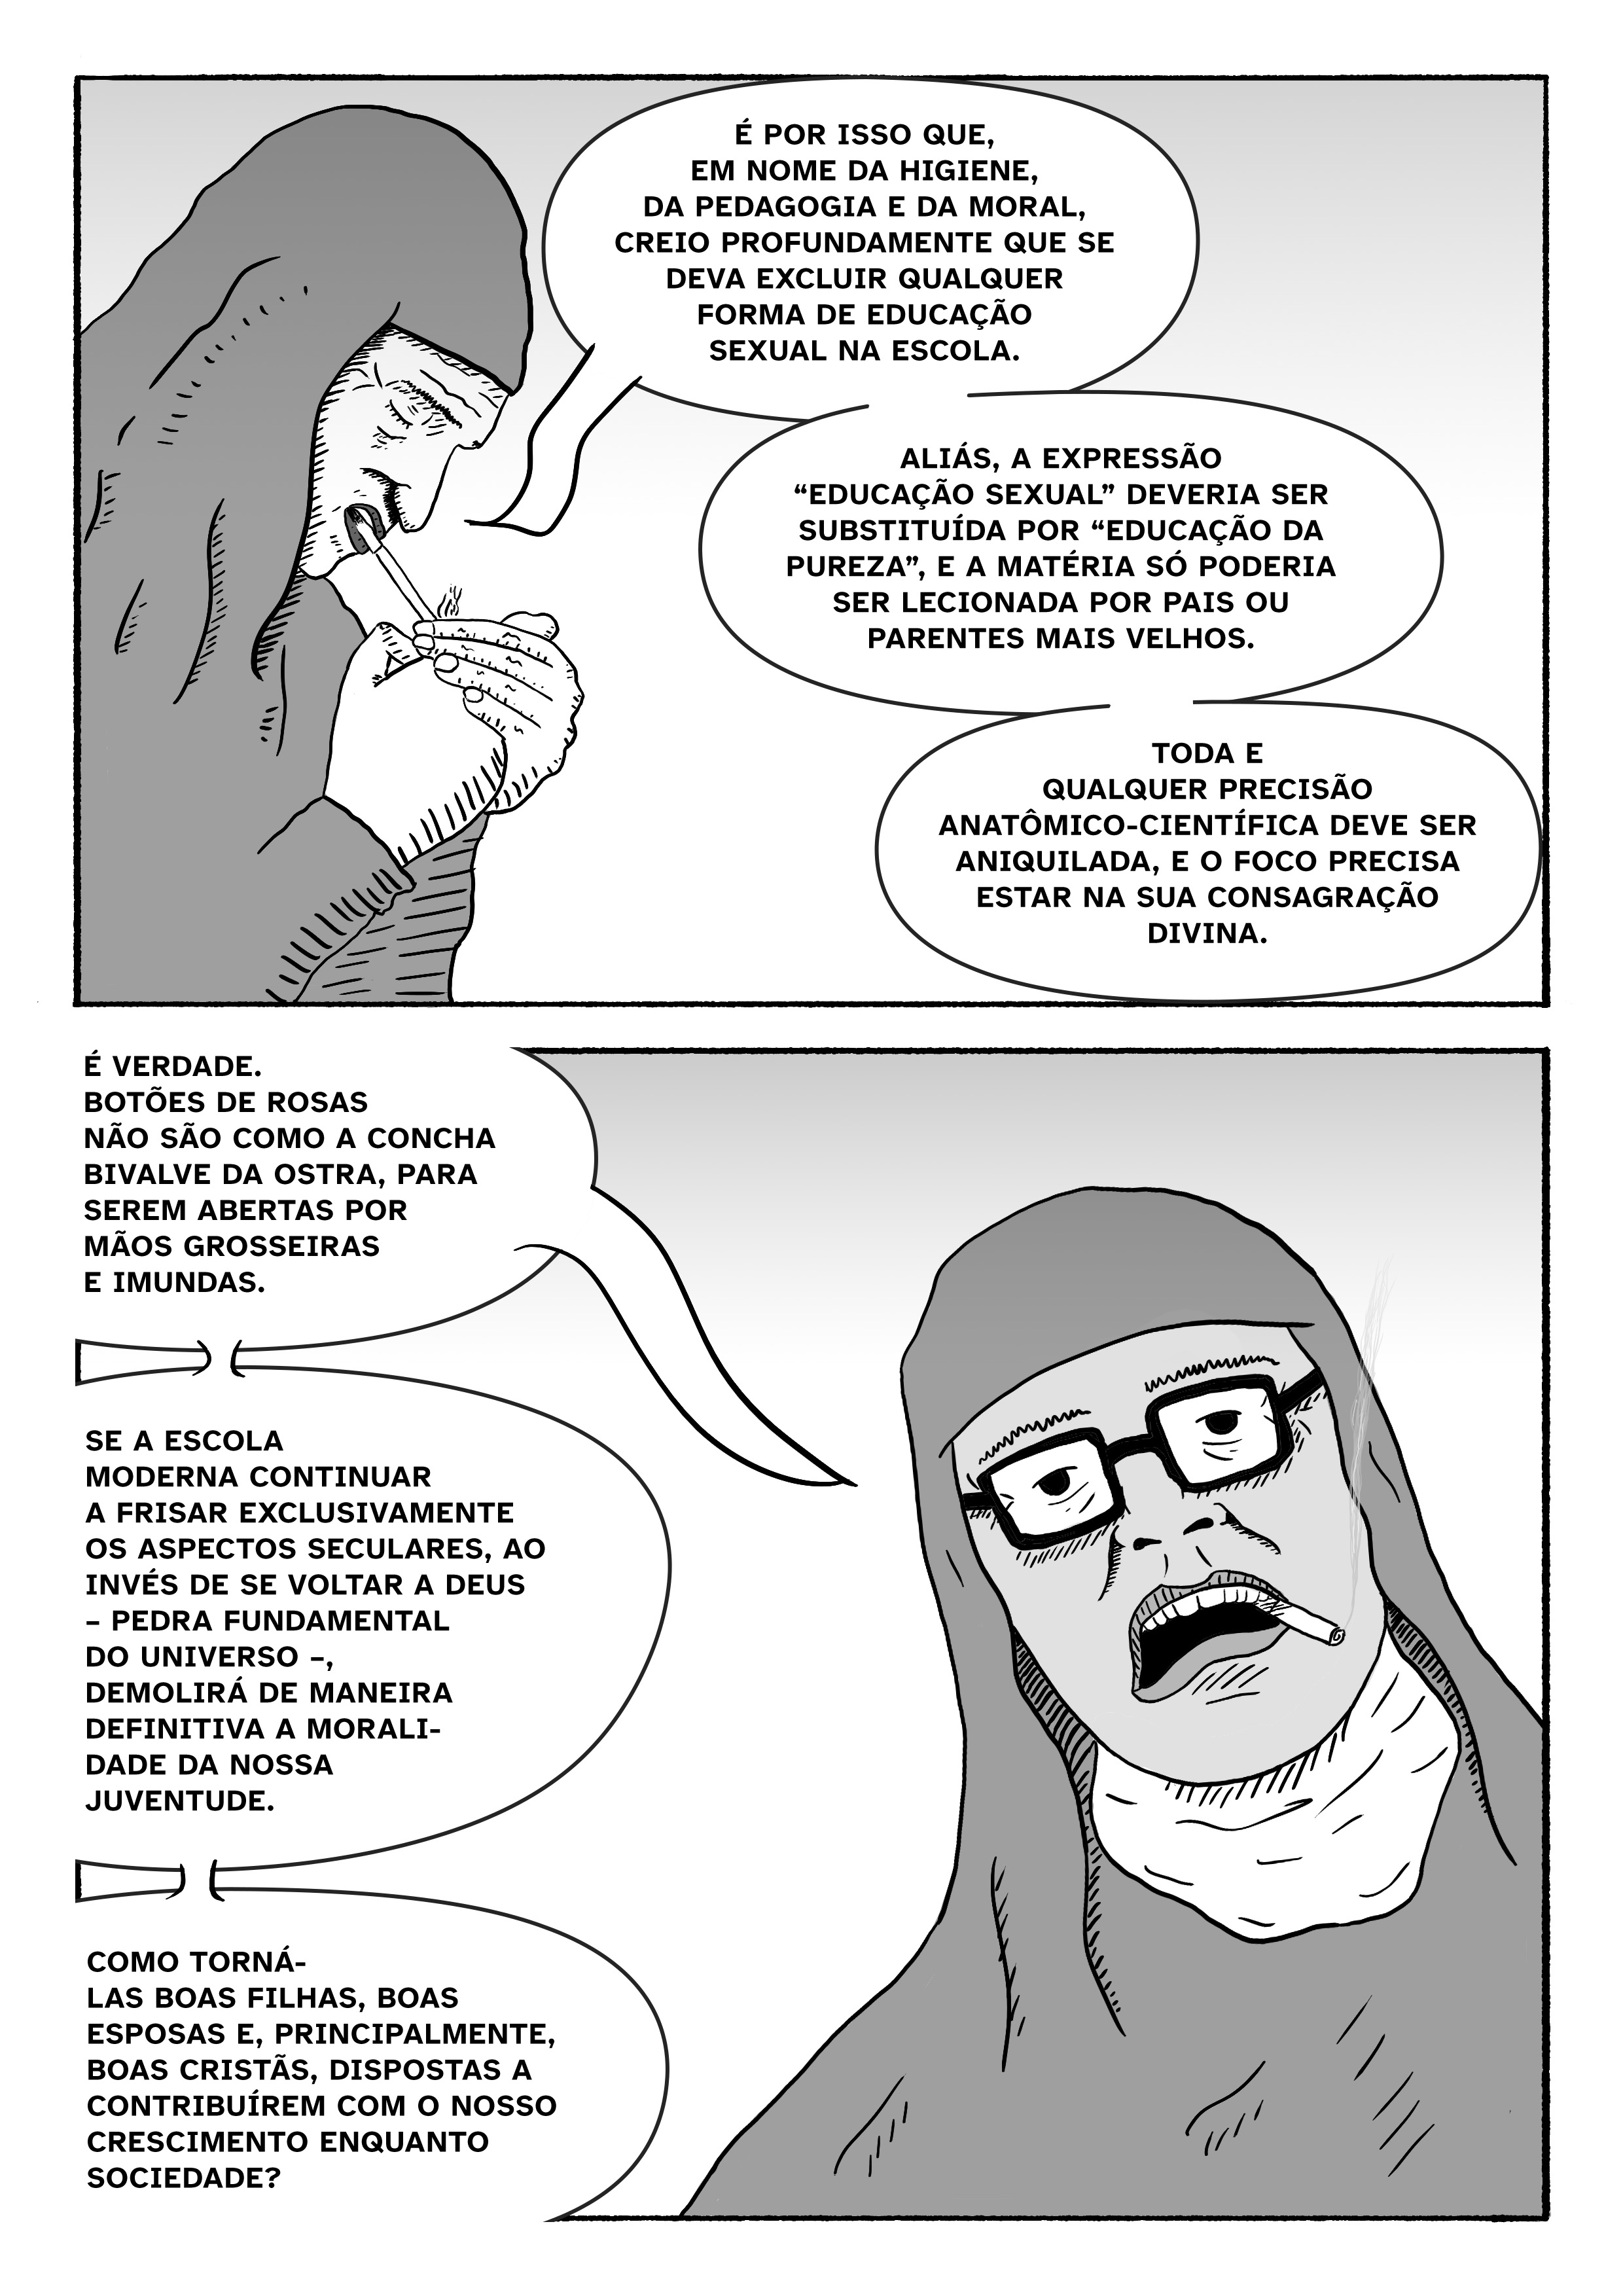 É POR ISSO QUE,
EM NOME DA HIGIENE,
DA PEDAGOGIA E DA MORAL,
CREIO PROFUNDAMENTE QUE SE
DEVA EXCLUIR QUALQUER
FORMA DE EDUCAÇÃO
SEXUAL NA ESCOLA.
ALIÁS, A EXPRESSÃO
“EDUCAÇÃO SEXUAL” DEVERIA SER
SUBSTITUÍDA POR “EDUCAÇÃO DA
PUREZA”, E A MATÉRIA SÓ PODERIA
SER LECIONADA POR PAIS OU
PARENTES MAIS VELHOS.
TODA E
QUALQUER PRECISÃO
ANATÔMICO-CIENTÍFICA DEVE SER
ANIQUILADA, E O FOCO PRECISA
ESTAR NA SUA CONSAGRAÇÃO
DIVINA.
É VERDADE.
BOTÕES DE ROSAS
NÃO SÃO COMO A CONCHA
BIVALVE DA OSTRA, PARA
SEREM ABERTAS POR
MÃOS GROSSEIRAS
E IMUNDAS.
SE A ESCOLA
MODERNA CONTINUAR
A FRISAR EXCLUSIVAMENTE
OS ASPECTOS SECULARES, AO
INVÉS DE SE VOLTAR A DEUS
– PEDRA FUNDAMENTAL
DO UNIVERSO –,
DEMOLIRÁ DE MANEIRA
DEFINITIVA A MORALI-
DADE DA NOSSA
JUVENTUDE.
COMO TORNÁ-
LAS BOAS FILHAS, BOAS
ESPOSAS E, PRINCIPALMENTE,
BOAS CRISTÃS, DISPOSTAS A
CONTRIBUÍREM COM O NOSSO
CRESCIMENTO ENQUANTO
SOCIEDADE?